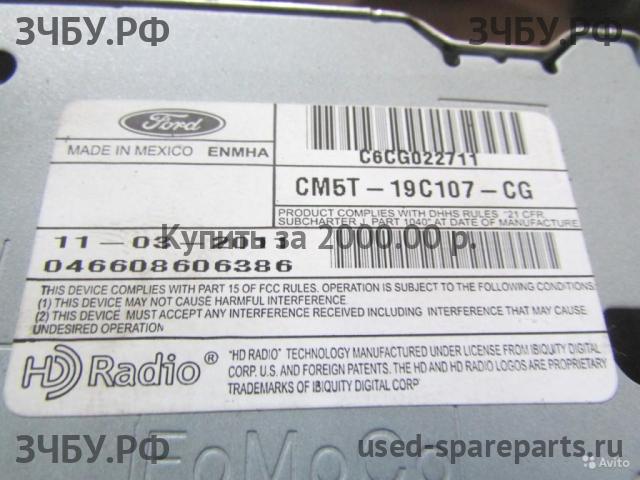 ЗЧБУ.РФ
ЗЧБУ.РФ
Ford
MADE IN MEXICO ENMHA
C6CG022711
CM5T-19C107-CG
PRODUCT COMPLIES WITH DHHS RULES "21 CFR,
SUBCHARTER J, PART 1040" AT DATE OF MANUFACTURE
11-03-2011
Купить за 2000.00 р.
046608606386
THIS DEVICE COMPLIES WITH PART 15 OF FCC RULES. OPERATION IS SUBJECT TO THE FOLLOWING CONDITIONS:
(1) THIS DEVICE MAY NOT CAUSE HARMFUL INTERFERENCE.
(2) THIS DEVICE MUST ACCEPT ANY INTERFERENCE RECEIVED INCLUDING INTERFERENCE THAT MAY CAUSE
UNDESIRED OPERATION
HD Radio®
"HD RADIO" TECHNOLOGY MANUFACTURED UNDER LICENSE FROM IBIQUITY DIGITAL
CORP. U.S. AND FOREIGN PATENTS. THE HD AND HD RADIO LOGOS ARE PROPRIETARY
TRADEMARKS OF IBIQUITY DIGITAL CORP
ЗЧБУ.РФ
used-spareparts.ru
FoMoCo
Avito